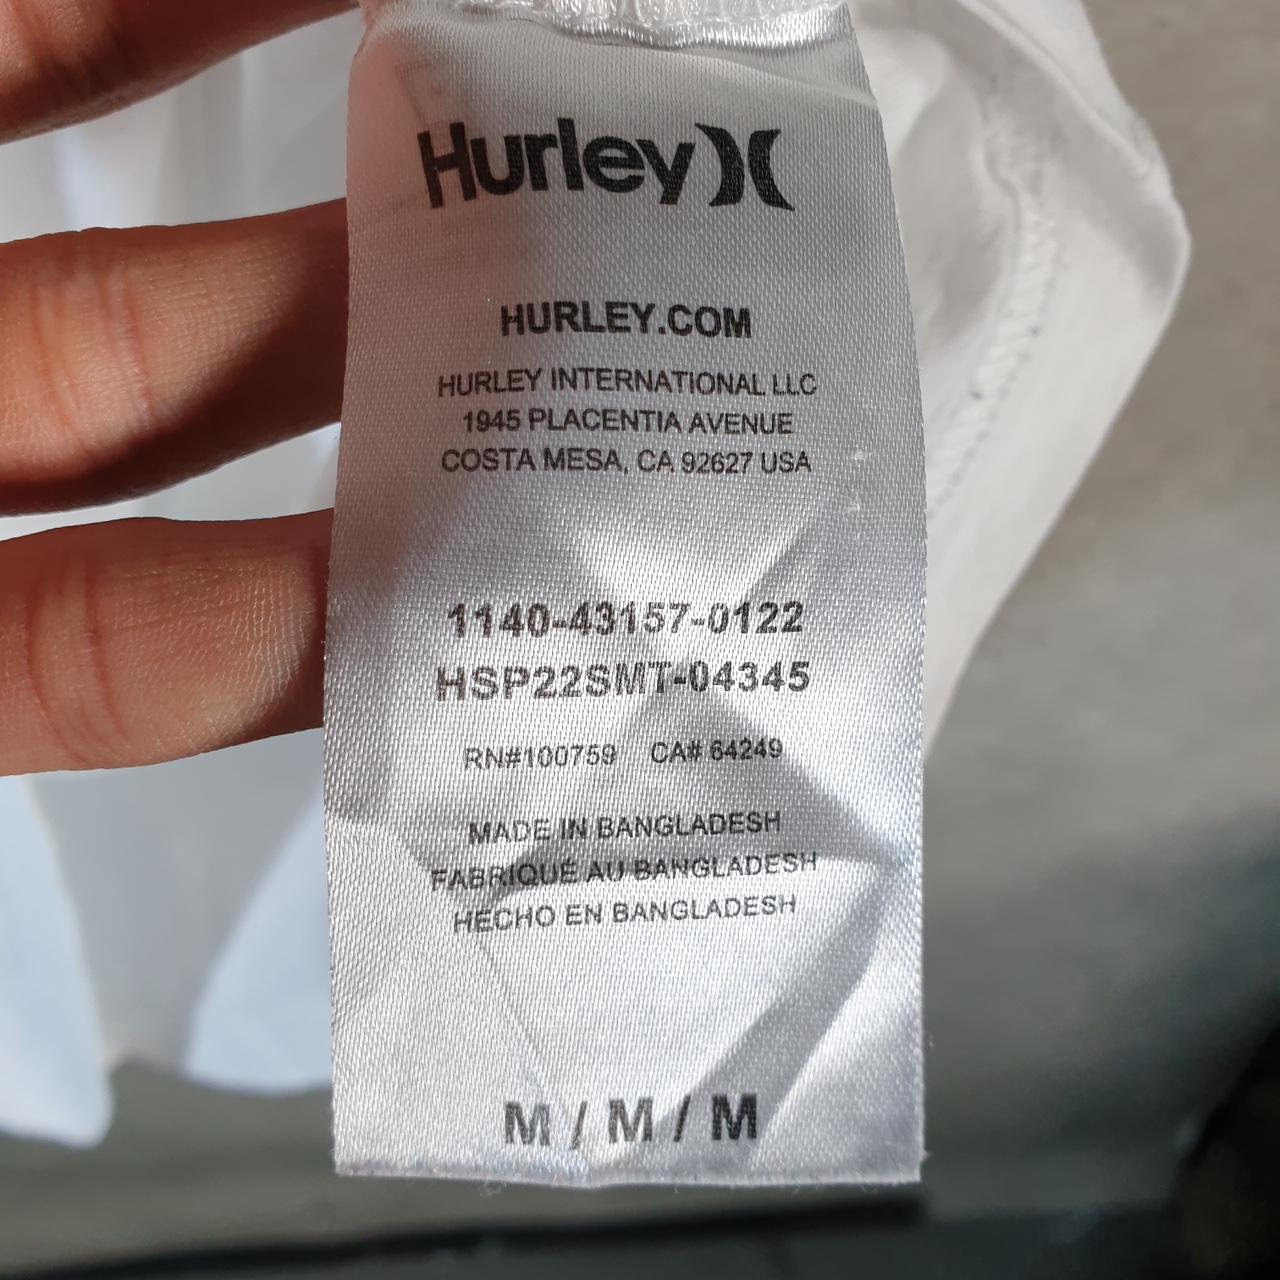 Hurley
HURLEY.COM
HURLEY INTERNATIONAL LLC
1945 PLACENTIA AVENUE
COSTA MESA, CA 92627 USA
1140-43157-0122
HSP22SMT-04345
RN#100759 CA# 64249
MADE IN BANGLADESH
FABRIQUÉ AU BANGLADESH
HECHO EN BANGLADESH
M / M / M